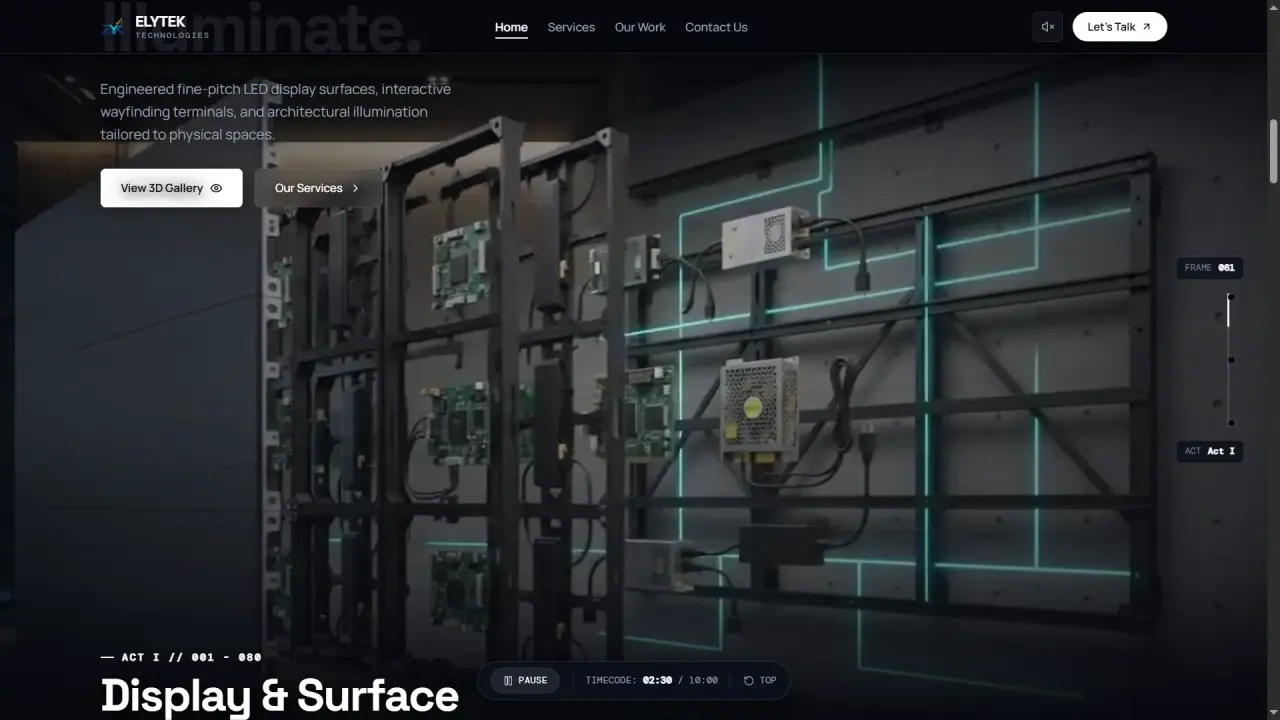 Illuminate.
ELYTEK
TECHNOLOGIES
Home
Services
Our Work
Contact Us
Let's Talk
Engineered fine-pitch LED display surfaces, interactive
wayfinding terminals, and architectural illumination
tailored to physical spaces.
View 3D Gallery
Our Services
FRAME 061
ACT Act I
— ACT I // 001 - 080
Display & Surface
PAUSE
TIMECODE: 02:30 / 10:00
TOP